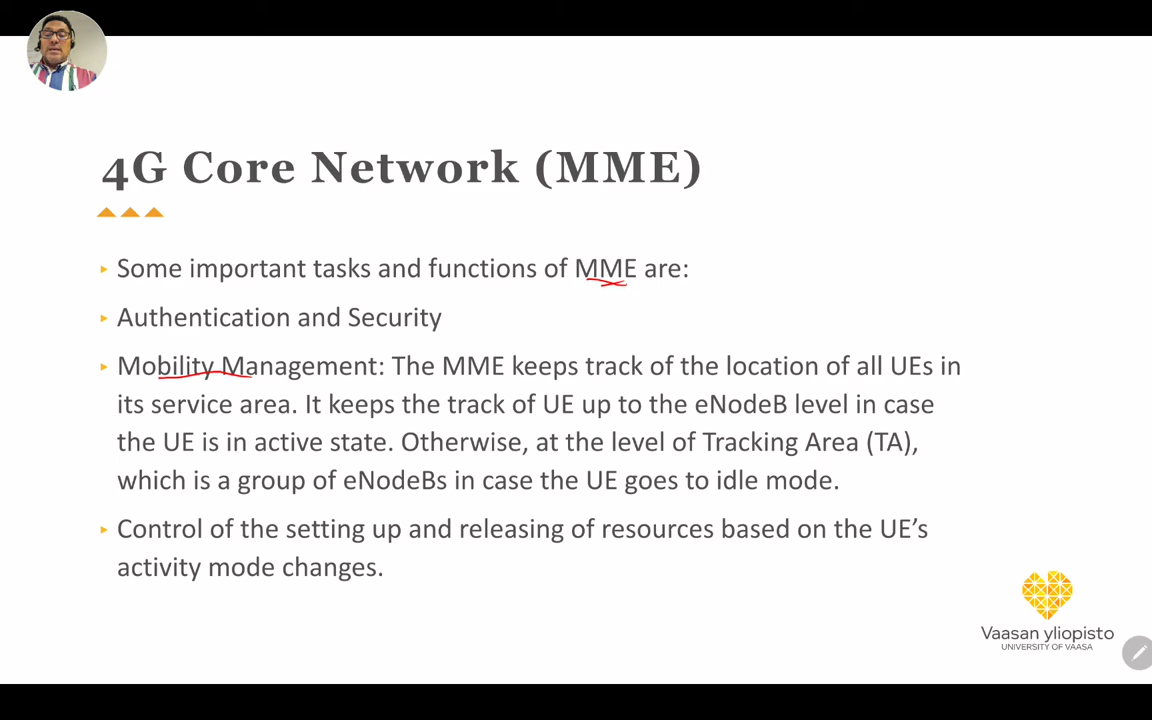 4G Core Network (MME)
Some important tasks and functions of MME are:
Authentication and Security
Mobility Management: The MME keeps track of the location of all UEs in
its service area. It keeps the track of UE up to the eNodeB level in case
the UE is in active state. Otherwise, at the level of Tracking Area (TA),
which is a group of eNodeBs in case the UE goes to idle mode.
Control of the setting up and releasing of resources based on the UE’s
activity mode changes.
Vaasan yliopisto
UNIVERSITY OF VAASA